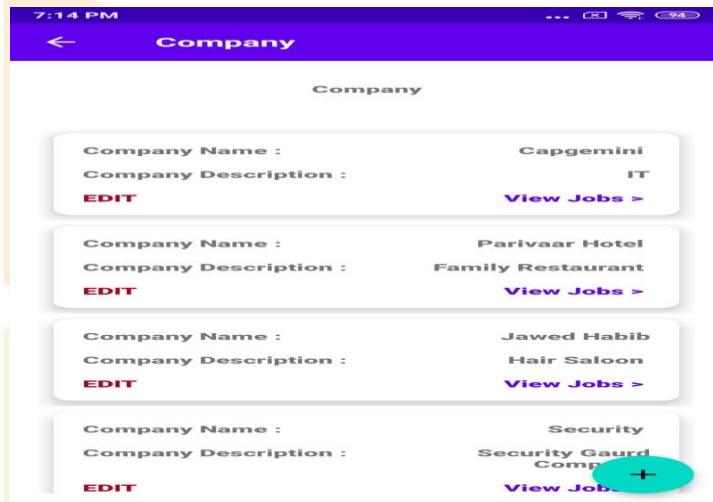 7:14 PM ... 94
← Company
Company
Company Name : Capgemini
Company Description : IT
EDIT View Jobs >
Company Name : Parivaar Hotel
Company Description : Family Restaurant
EDIT View Jobs >
Company Name : Jawed Habib
Company Description : Hair Saloon
EDIT View Jobs >
Company Name : Security
Company Description : Security Gaurd
+
EDIT View